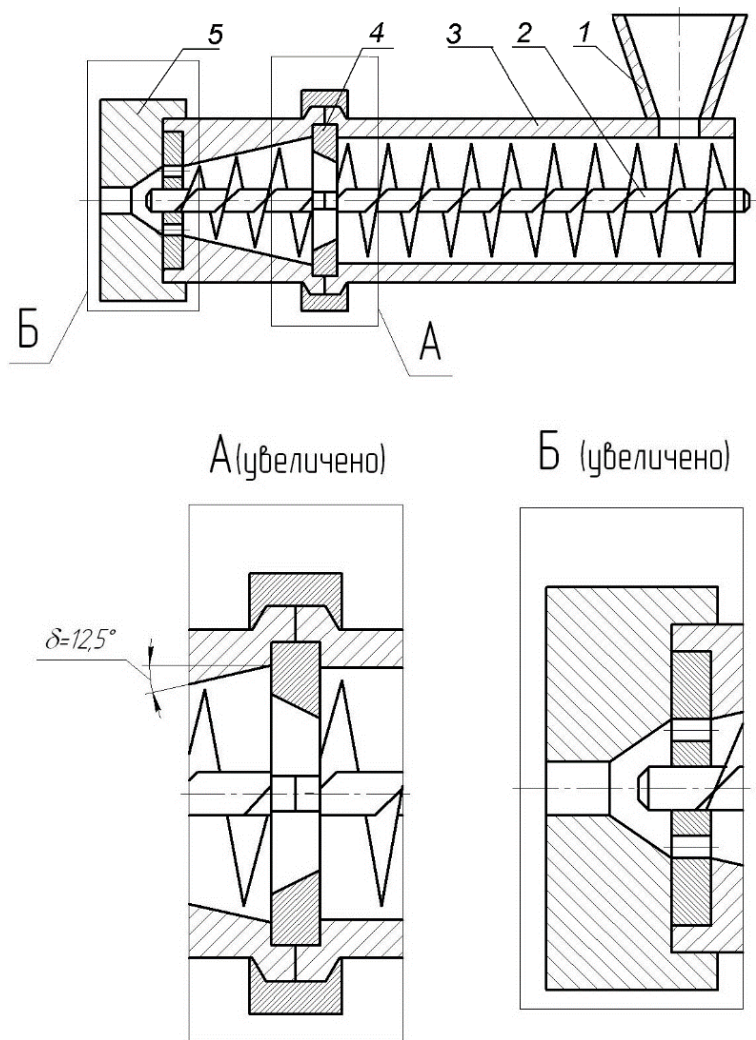 5 4 3 2 1
Б
А
А (увеличено)
Б (увеличено)
δ=12,5°